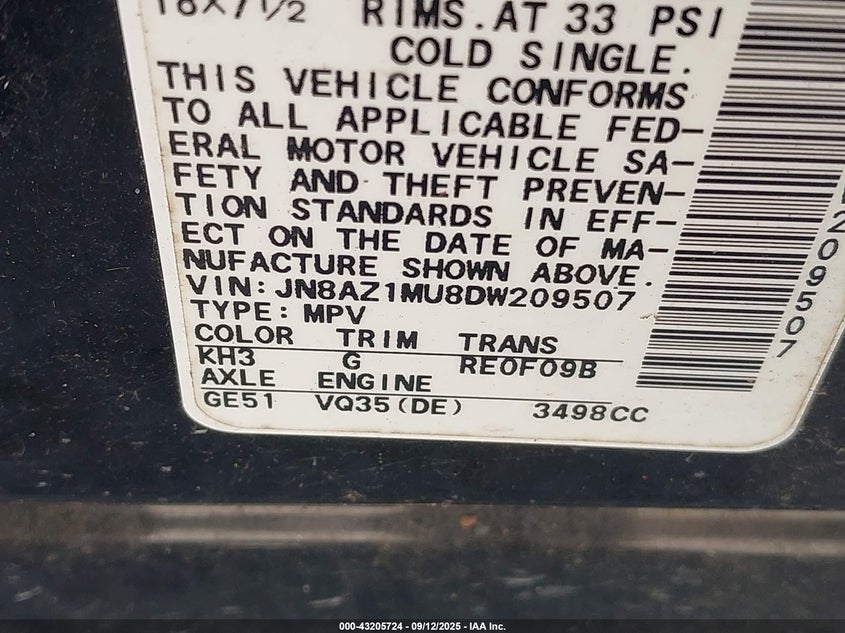 18X7 1/2 RIMS.AT 33 PSI
COLD SINGLE.
THIS VEHICLE CONFORMS
TO ALL APPLICABLE FED-
ERAL MOTOR VEHICLE SA-
FETY AND THEFT PREVEN-
TION STANDARDS IN EFF-
ECT ON THE DATE OF MA-
NUFACTURE SHOWN ABOVE.
VIN:JN8AZ1MU8DW209507
TYPE:MPV
COLOR TRIM TRANS
KH3 G RE0F09B
AXLE ENGINE
GE51 VQ35(DE) 3498CC
209507
000-43205724 - 09/12/2025 - IAA Inc.